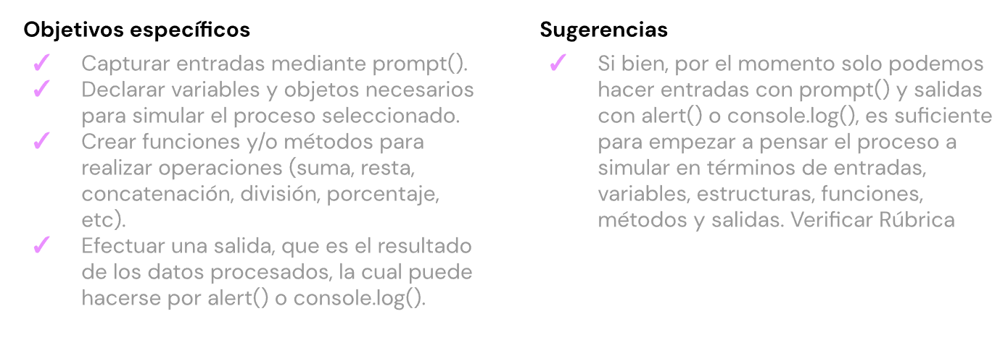 Objetivos específicos
✓ Capturar entradas mediante prompt().
✓ Declarar variables y objetos necesarios
para simular el proceso seleccionado.
✓ Crear funciones y/o métodos para
realizar operaciones (suma, resta,
concatenación, división, porcentaje,
etc).
✓ Efectuar una salida, que es el resultado
de los datos procesados, la cual puede
hacerse por alert() o console.log().
Sugerencias
✓ Si bien, por el momento solo podemos
hacer entradas con prompt() y salidas
con alert() o console.log(), es suficiente
para empezar a pensar el proceso a
simular en términos de entradas,
variables, estructuras, funciones,
métodos y salidas. Verificar Rúbrica